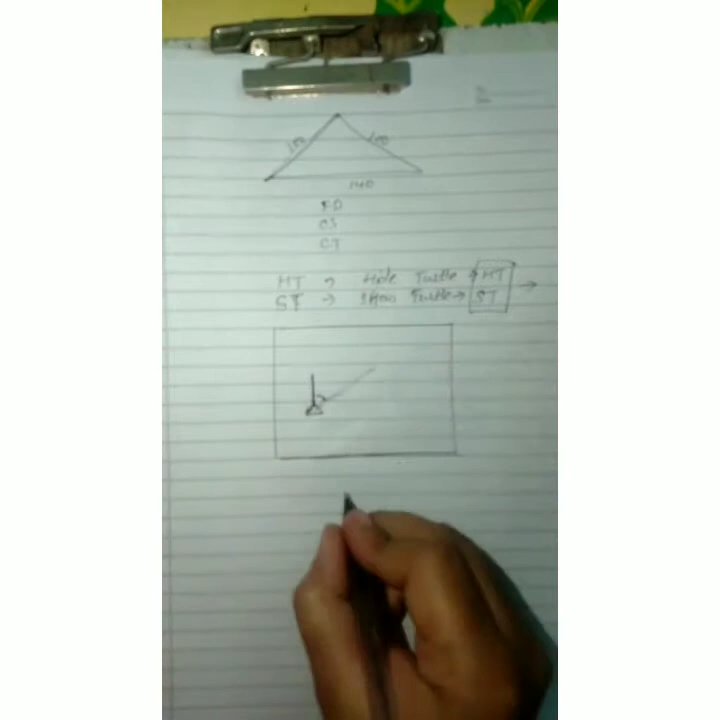 100 100
140
FD
CS
CT
HT → Hide Turtle → HT →
ST → Show Turtle → ST